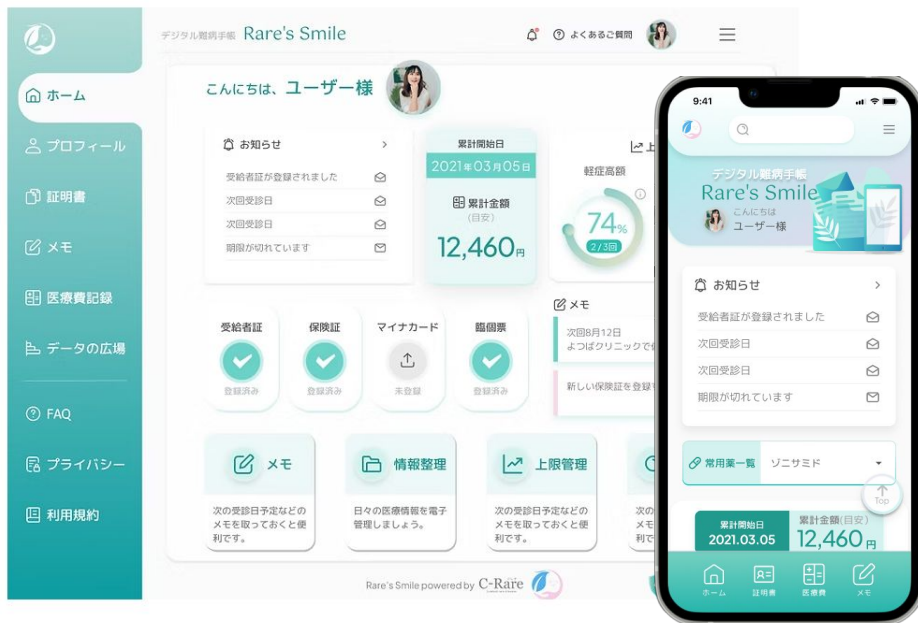 デジタル難病手帳 Rare's Smile
よくあるご質問
ホーム
プロフィール
証明書
メモ
医療費記録
データの広場
FAQ
プライバシー
利用規約
こんにちは、ユーザー様
お知らせ
受給者証が登録されました
次回受診日
次回受診日
期限が切れています
累計開始日
2021年03月05日
累計金額
(目安)
12,460円
上
軽症高額
74%
2/3回
受給者証
登録済み
保険証
登録済み
マイナカード
未登録
臨個票
登録済み
メモ
次回8月12日
よつばクリニックで
新しい保険証を登録
メモ
次の受診日予定などの
メモを取っておくと便
利です。
情報整理
日々の医療情報を電子
管理しましょう。
上限管理
次の受診日予定などの
メモを取っておくと便
利です。
次の
メモ
利で
Rare's Smile powered by C-Rare
9:41
デジタル難病手帳
Rare's Smile
こんにちは
ユーザー様
お知らせ
受給者証が登録されました
次回受診日
次回受診日
期限が切れています
常用薬一覧 ゾニサミド
Top
累計開始日
2021.03.05
累計金額(目安)
12,460円
ホーム
証明書
医療費
メモ